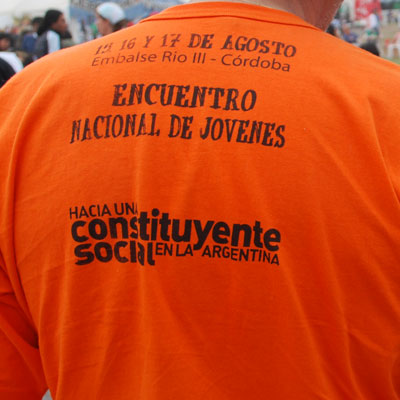 15 16 Y 17 DE AGOSTO
Embalse Rio III - Córdoba
ENCUENTRO
NACIONAL DE JOVENES
HACIA UNA
constituyente
social EN LA ARGENTINA